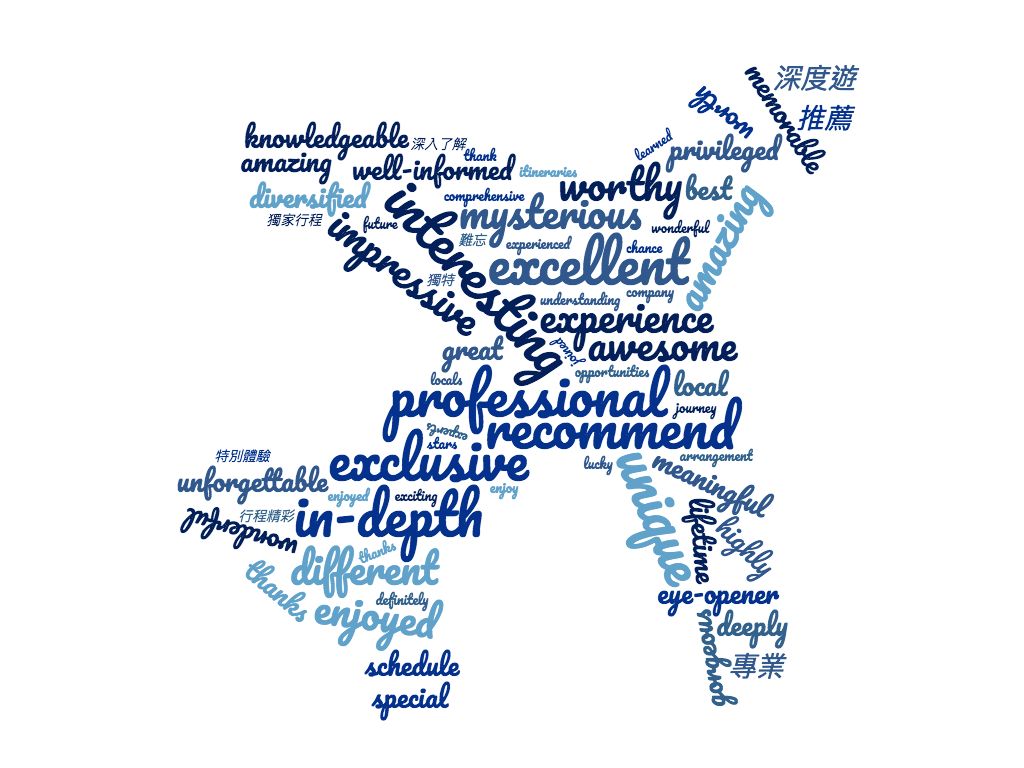 深度遊
memorable
worth
推薦
knowledgeable
深入了解
learned
privileged
amazing
well-informed
thank
itineraries
worthy
best
diversified
comprehensive
獨家行程
future
interesting
mysterious
wonderful
難忘
experienced
chance
amazing
impressive
獨特
excellent
understanding
company
experience
great
joined
awesome
locals
opportunities
local
professional
journey
experts
stars
recommend
特別體驗
exclusive
lucky
arrangement
unforgettable
enjoyed
exciting
enjoy
unique
meaningful
wonderful
行程精彩
in-depth
lifetime
highly
thanks
thanks
different
definitely
eye-opener
enjoyed
gorgeous
deeply
schedule
專業
special